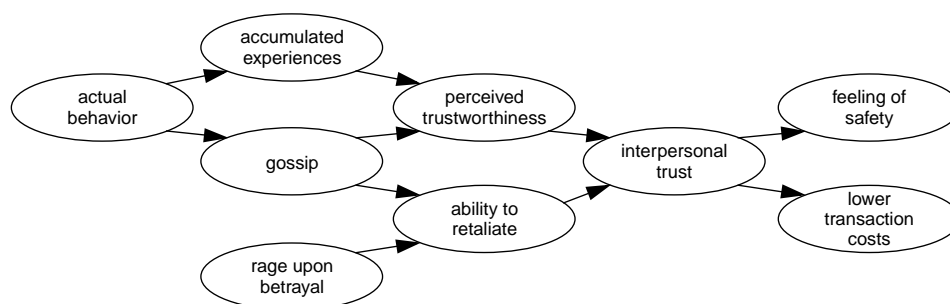 accumulated
experiences
actual
behavior
perceived
trustworthiness
feeling of
safety
gossip
interpersonal
trust
ability to
retaliate
lower
transaction
costs
rage upon
betrayal